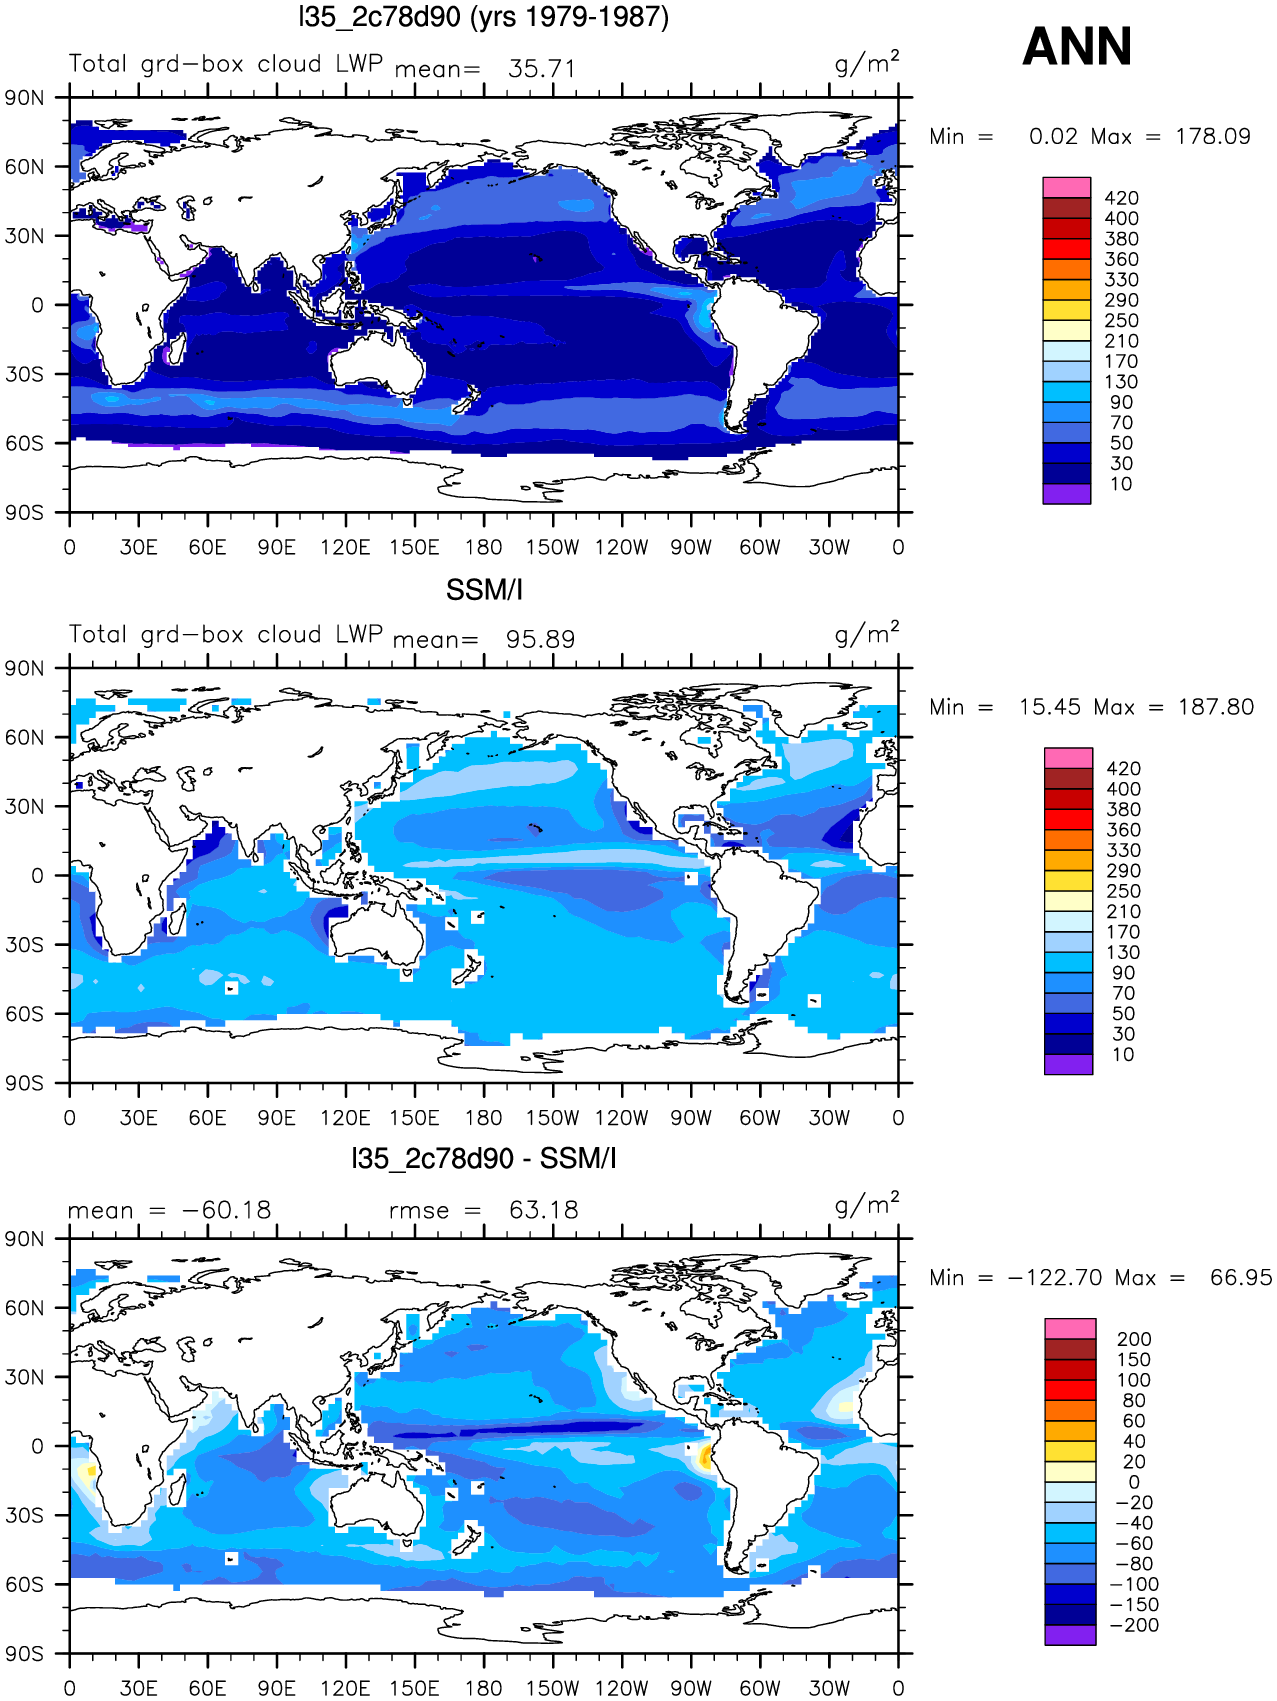 l35_2c78d90 (yrs 1979-1987)
ANN
Total grd-box cloud LWP mean= 35.71 g/m²
Min = 0.02 Max = 178.09
90N
60N
30N
0
30S
60S
90S
0 30E 60E 90E 120E 150E 180 150W 120W 90W 60W 30W 0
420
400
380
360
330
290
250
210
170
130
90
70
50
30
10
SSM/I
Total grd-box cloud LWP mean= 95.89 g/m²
Min = 15.45 Max = 187.80
90N
60N
30N
0
30S
60S
90S
0 30E 60E 90E 120E 150E 180 150W 120W 90W 60W 30W 0
420
400
380
360
330
290
250
210
170
130
90
70
50
30
10
l35_2c78d90 - SSM/I
mean = -60.18 rmse = 63.18 g/m²
Min = -122.70 Max = 66.95
90N
60N
30N
0
30S
60S
90S
0 30E 60E 90E 120E 150E 180 150W 120W 90W 60W 30W 0
200
150
100
80
60
40
20
0
-20
-40
-60
-80
-100
-150
-200